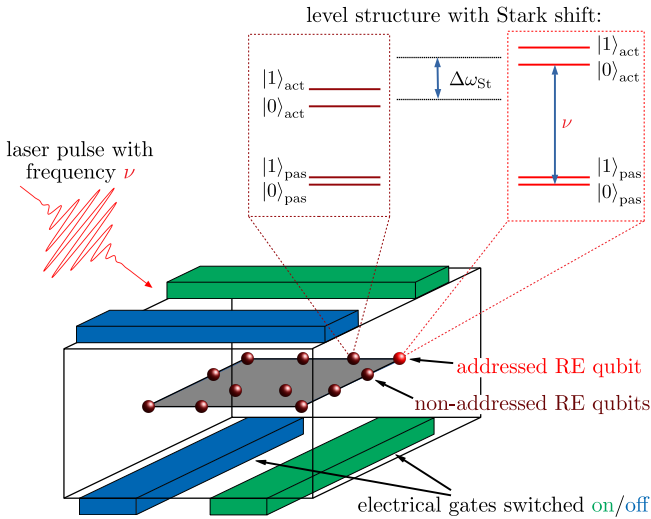 level structure with Stark shift:
|1⟩act
|0⟩act
|1⟩pas
|0⟩pas
ΔωSt
|1⟩act
|0⟩act
ν
|1⟩pas
|0⟩pas
laser pulse with
frequency ν
addressed RE qubit
non-addressed RE qubits
electrical gates switched on/off